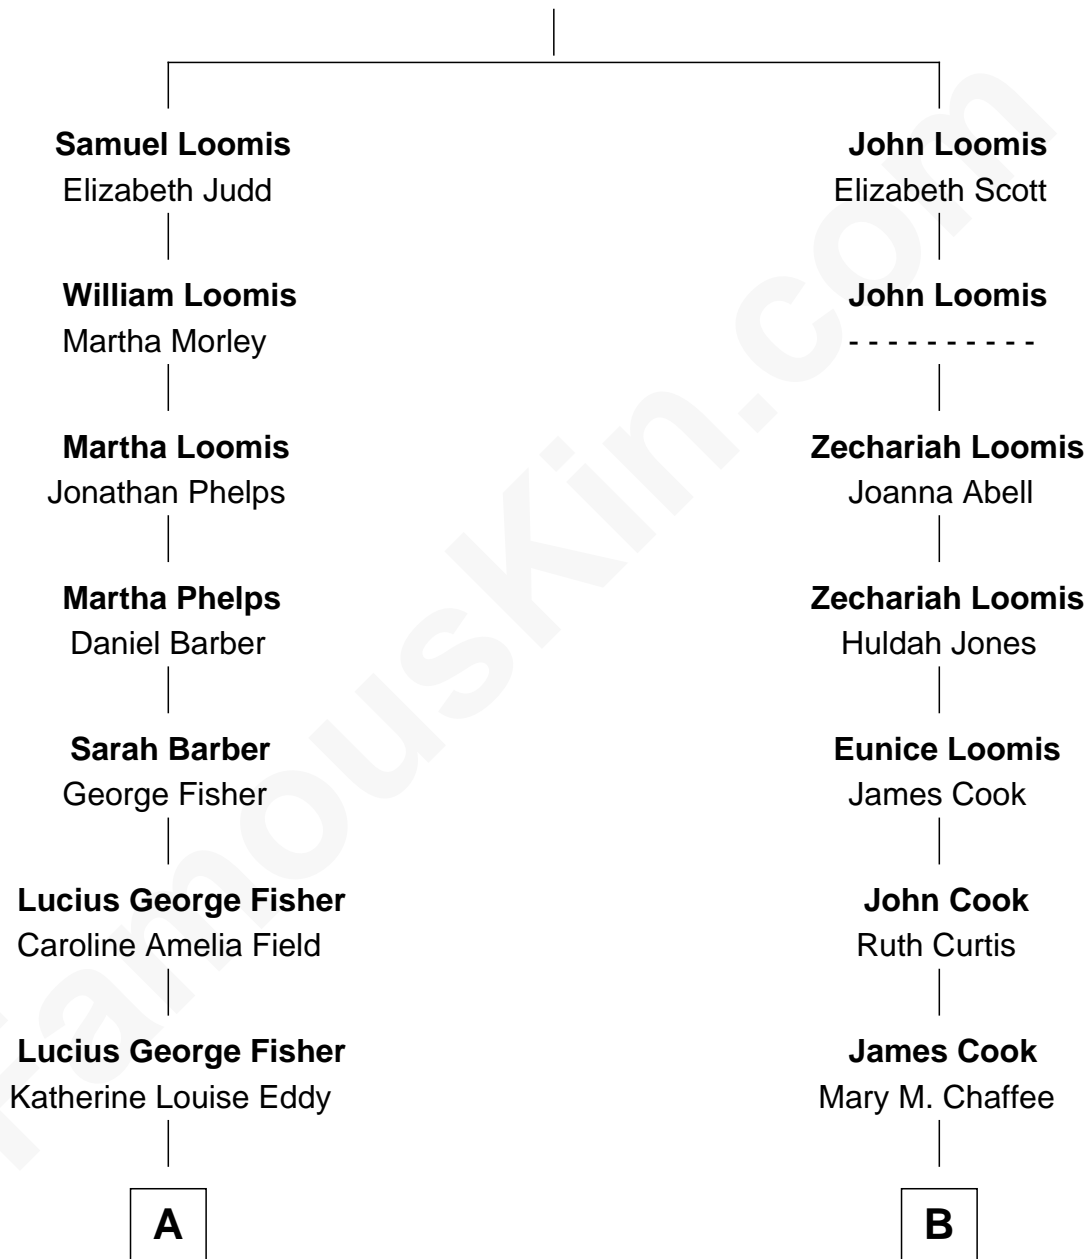 Samuel Loomis
Elizabeth Judd
William Loomis
Martha Morley
Martha Loomis
Jonathan Phelps
Martha Phelps
Daniel Barber
Sarah Barber
George Fisher
Lucius George Fisher
Caroline Amelia Field
Lucius George Fisher
Katherine Louise Eddy
A
John Loomis
Elizabeth Scott
John Loomis
- - - - - - - - - -
Zechariah Loomis
Joanna Abell
Zechariah Loomis
Huldah Jones
Eunice Loomis
James Cook
John Cook
Ruth Curtis
James Cook
Mary M. Chaffee
B
FamousKin.com